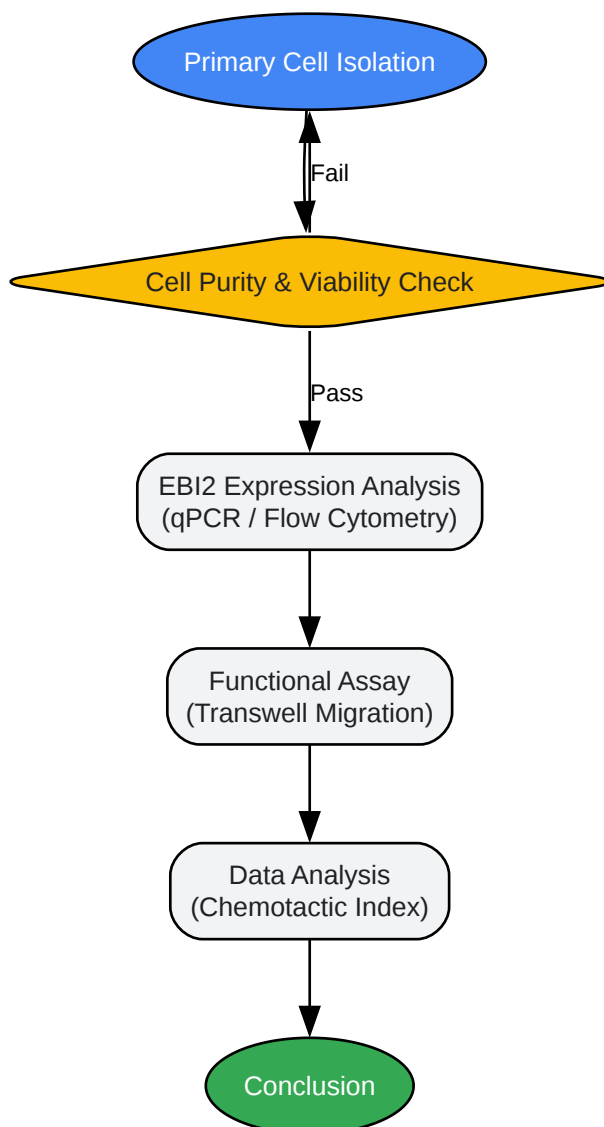 Primary Cell Isolation
Fail
Cell Purity & Viability Check
Pass
EBI2 Expression Analysis
(qPCR / Flow Cytometry)
Functional Assay
(Transwell Migration)
Data Analysis
(Chemotactic Index)
Conclusion